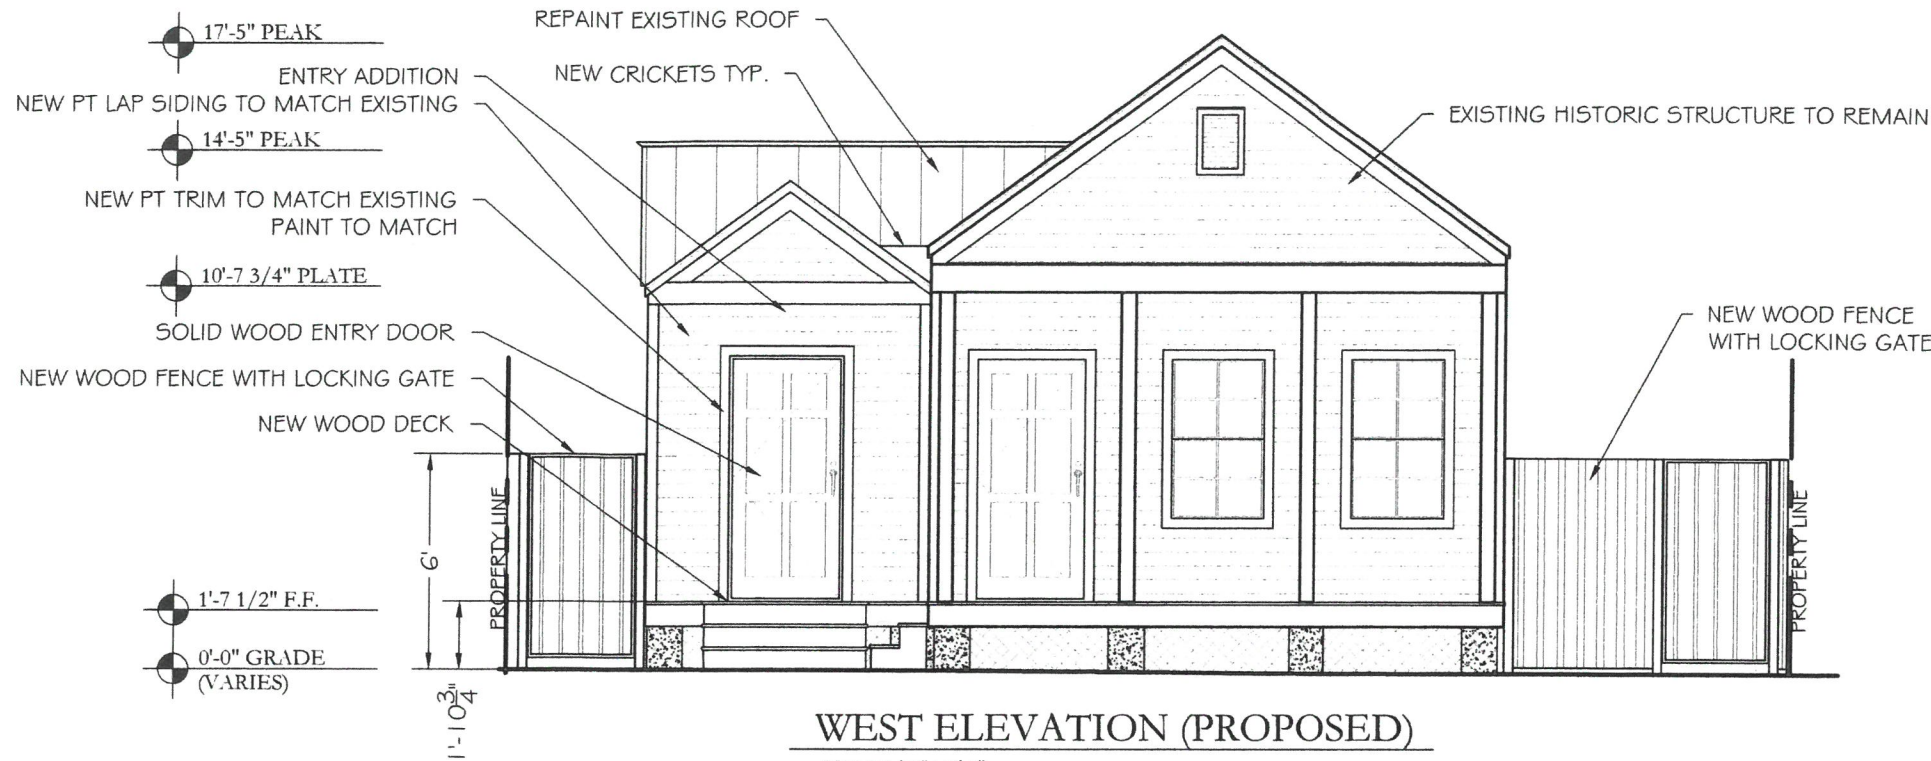 17'-5" PEAK
REPAINT EXISTING ROOF
ENTRY ADDITION
NEW CRICKETS TYP.
NEW PT LAP SIDING TO MATCH EXISTING
EXISTING HISTORIC STRUCTURE TO REMAIN
14'-5" PEAK
NEW PT TRIM TO MATCH EXISTING
PAINT TO MATCH
10'-7 3/4" PLATE
SOLID WOOD ENTRY DOOR
NEW WOOD FENCE
WITH LOCKING GATE
NEW WOOD FENCE WITH LOCKING GATE
NEW WOOD DECK
PROPERTY LINE
6'
PROPERTY LINE
1'-7 1/2" F.F.
0'-0" GRADE
(VARIES)
1'-10 3/4"
WEST ELEVATION (PROPOSED)